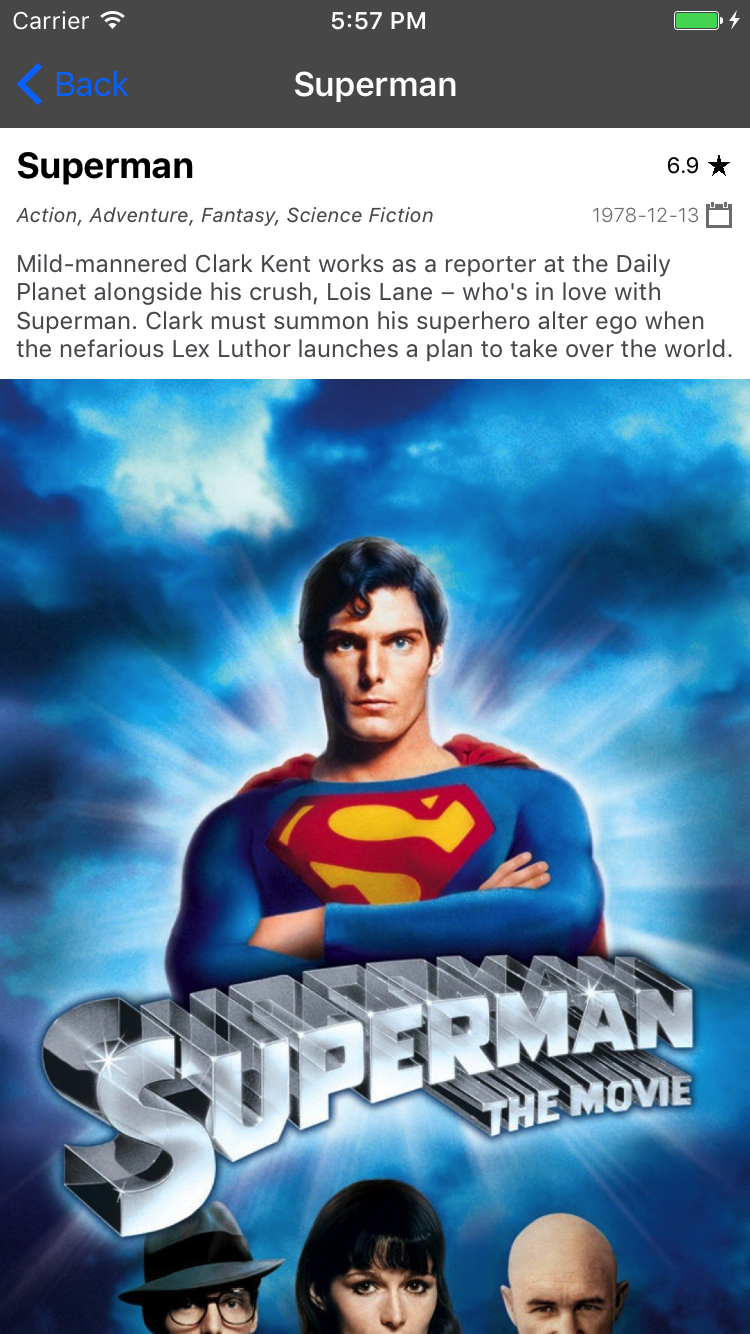 Carrier 5:57 PM
Back Superman
Superman 6.9
Action, Adventure, Fantasy, Science Fiction 1978-12-13
Mild-mannered Clark Kent works as a reporter at the Daily
Planet alongside his crush, Lois Lane – who's in love with
Superman. Clark must summon his superhero alter ego when
the nefarious Lex Luthor launches a plan to take over the world.
S
SUPERMAN
THE MOVIE